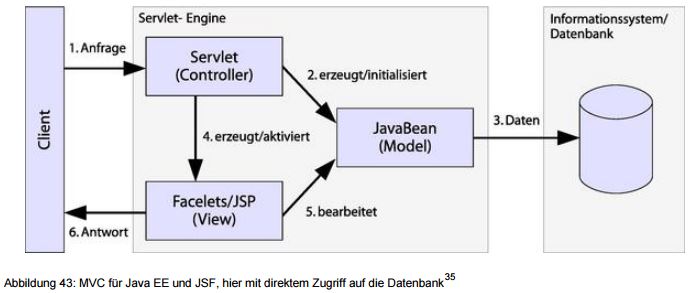 Servlet- Engine
Informationssystem/
Datenbank
1. Anfrage
Servlet
(Controller)
2. erzeugt/initialisiert
Client
4. erzeugt/aktiviert
JavaBean
(Model)
3. Daten
Facelets/JSP
(View)
5. bearbeitet
6. Antwort
Abbildung 43: MVC für Java EE und JSF, hier mit direktem Zugriff auf die Datenbank35